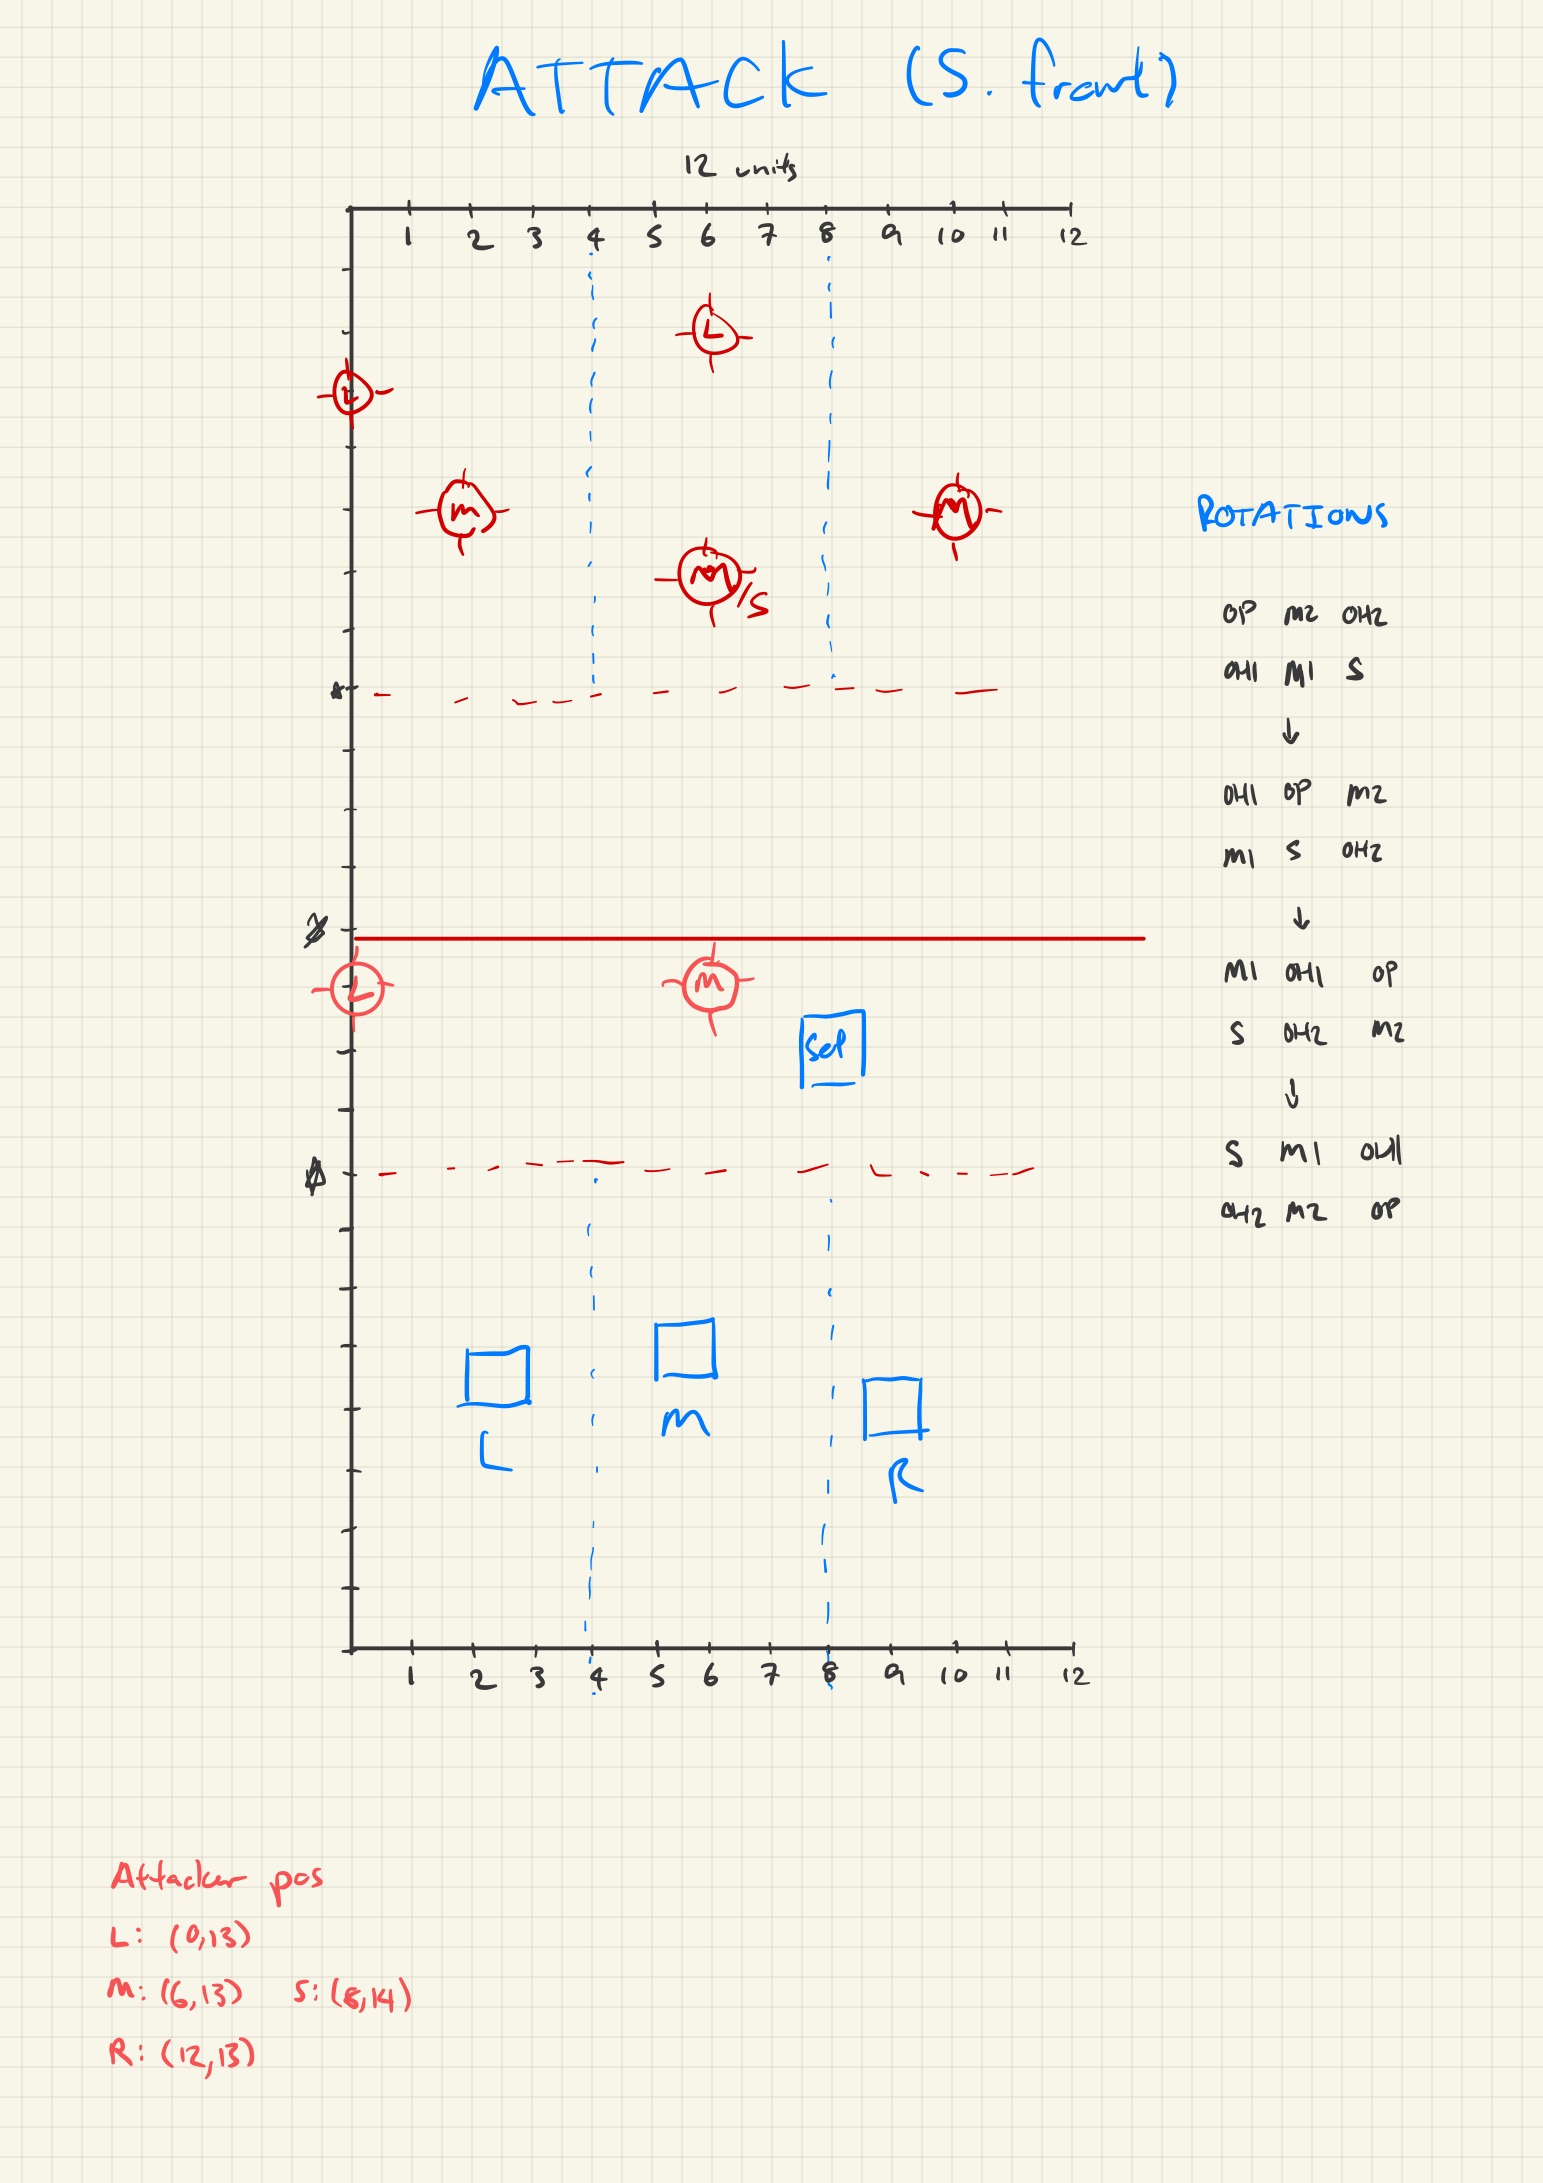 ATTACK (S. front)
12 units
1 2 3 4 5 6 7 8 9 10 11 12
L
L
m M
M/S
ROTATIONS
OP M2 OH2
OH1 M1 S
↓
OH1 OP M2
M1 S OH2
↓
M1 OH1 OP
S OH2 M2
↓
S M1 OH1
OH2 M2 OP
L M
Set
L M R
1 2 3 4 5 6 7 8 9 10 11 12
Attacker pos
L: (0,13)
M: (6,13) S: (8,14)
R: (12,13)